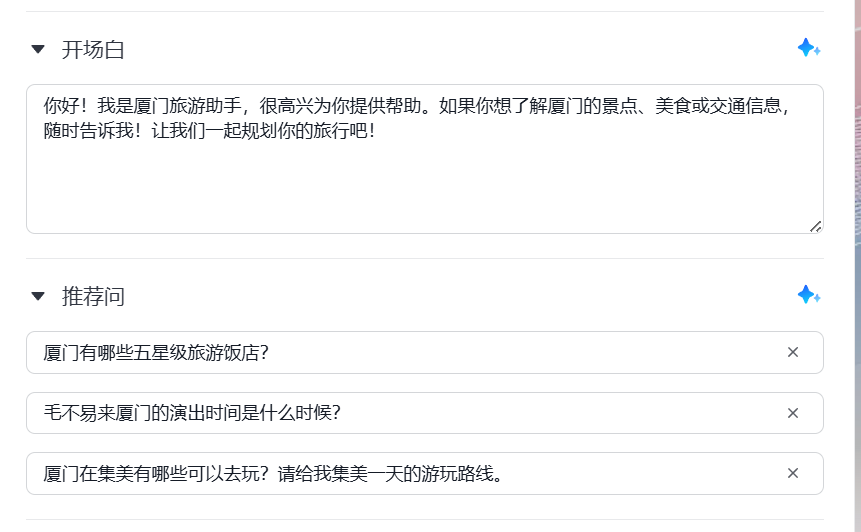 开场白
你好！我是厦门旅游助手，很高兴为你提供帮助。如果你想了解厦门的景点、美食或交通信息，
随时告诉我！让我们一起规划你的旅行吧！
推荐问
厦门有哪些五星级旅游饭店？
毛不易来厦门的演出时间是什么时候？
厦门在集美有哪些可以去玩？请给我集美一天的游玩路线。